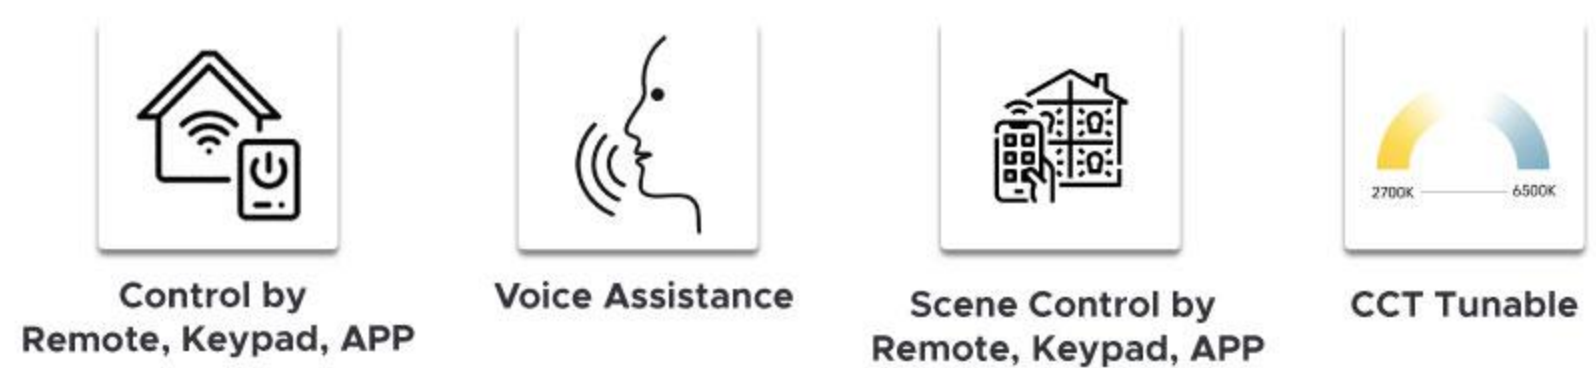 Control by
Remote, Keypad, APP
Voice Assistance
Scene Control by
Remote, Keypad, APP
2700K
6500K
CCT Tunable